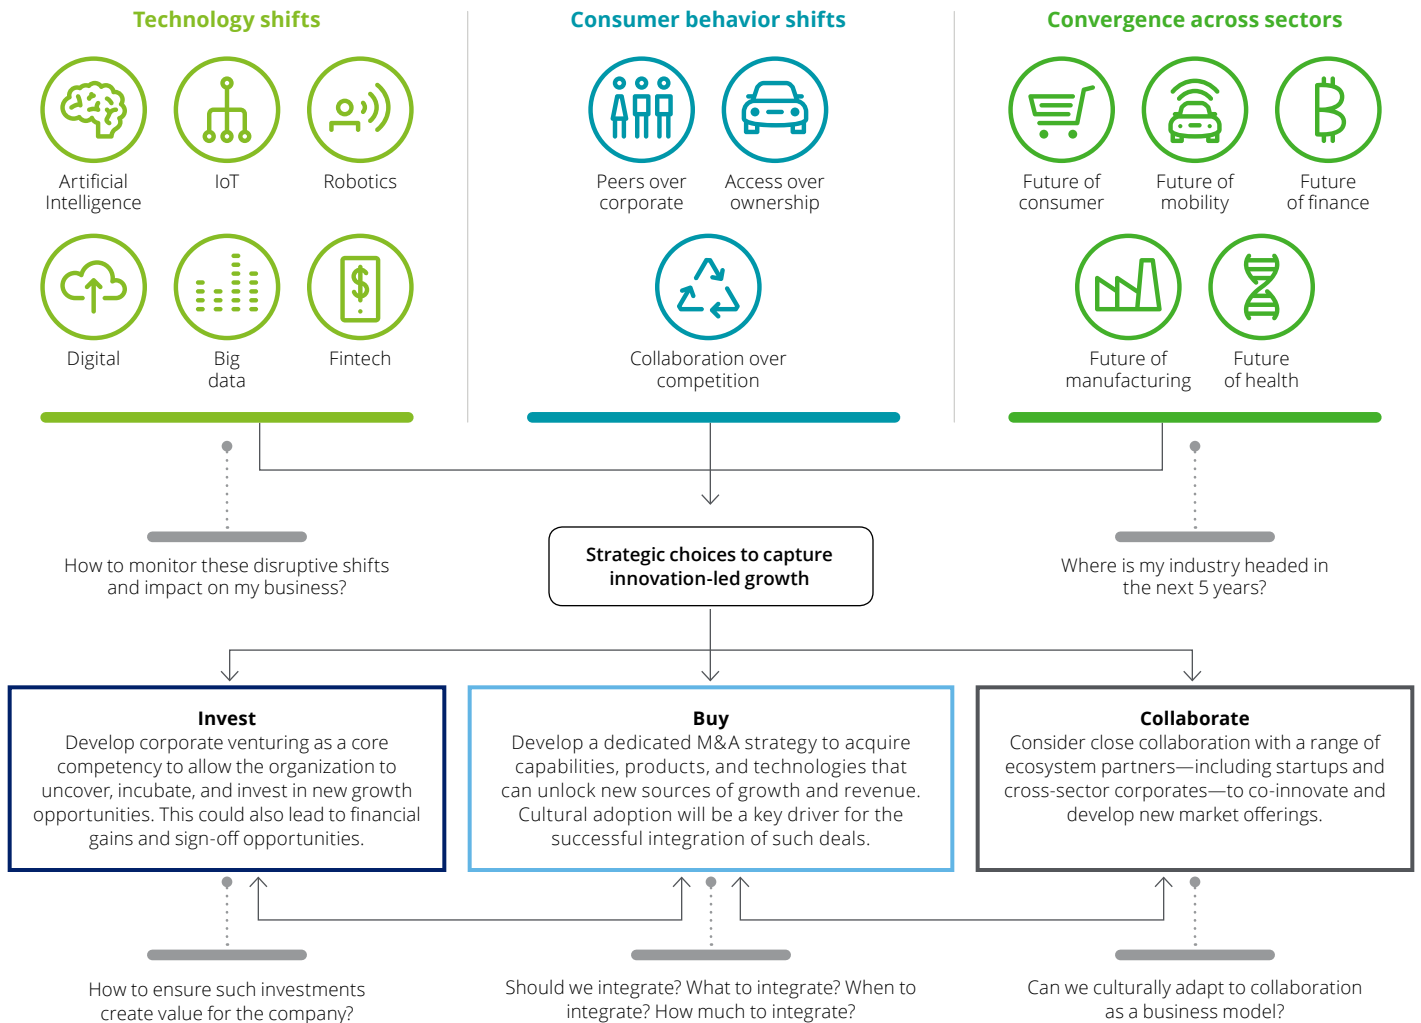 Technology shifts
Artificial
Intelligence
IoT
Robotics
Digital
Big
data
Fintech
Consumer behavior shifts
Peers over
corporate
Access over
ownership
Collaboration over
competition
Convergence across sectors
Future of
consumer
Future of
mobility
Future
of finance
Future of
manufacturing
Future
of health
How to monitor these disruptive shifts
and impact on my business?
Strategic choices to capture
innovation-led growth
Where is my industry headed in
the next 5 years?
Invest
Develop corporate venturing as a core
competency to allow the organization to
uncover, incubate, and invest in new growth
opportunities. This could also lead to financial
gains and sign-off opportunities.
Buy
Develop a dedicated M&A strategy to acquire
capabilities, products, and technologies that
can unlock new sources of growth and revenue.
Cultural adoption will be a key driver for the
successful integration of such deals.
Collaborate
Consider close collaboration with a range of
ecosystem partners—including startups and
cross-sector corporates—to co-innovate and
develop new market offerings.
How to ensure such investments
create value for the company?
Should we integrate? What to integrate? When to
integrate? How much to integrate?
Can we culturally adapt to collaboration
as a business model?